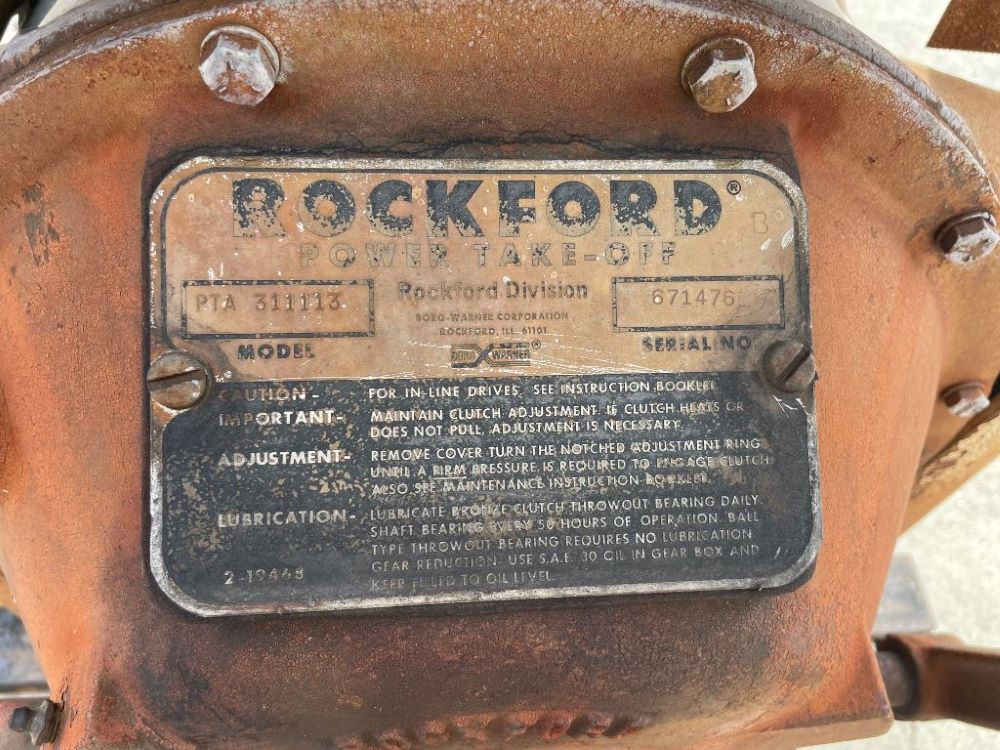 ROCKFORD®
B
POWER TAKE-OFF
PTA 311113 Rockford Division 671476
BORG-WARNER CORPORATION
ROCKFORD, ILL. 61101
MODEL BORG WARNER® SERIAL NO.
CAUTION - FOR IN-LINE DRIVES, SEE INSTRUCTION BOOKLET
IMPORTANT- MAINTAIN CLUTCH ADJUSTMENT. IF CLUTCH HEATS OR
DOES NOT PULL, ADJUSTMENT IS NECESSARY.
ADJUSTMENT- REMOVE COVER TURN THE NOTCHED ADJUSTMENT RING
UNTIL A FIRM PRESSURE IS REQUIRED TO ENGAGE CLUTCH
ALSO SEE MAINTENANCE INSTRUCTION BOOKLET.
LUBRICATION- LUBRICATE BRONZE CLUTCH THROWOUT BEARING DAILY.
SHAFT BEARING EVERY 50 HOURS OF OPERATION. BALL
TYPE THROWOUT BEARING REQUIRES NO LUBRICATION.
GEAR REDUCTION- USE S.A.E. 30 OIL IN GEAR BOX AND
2-19445 KEEP FILLED TO OIL LEVEL.